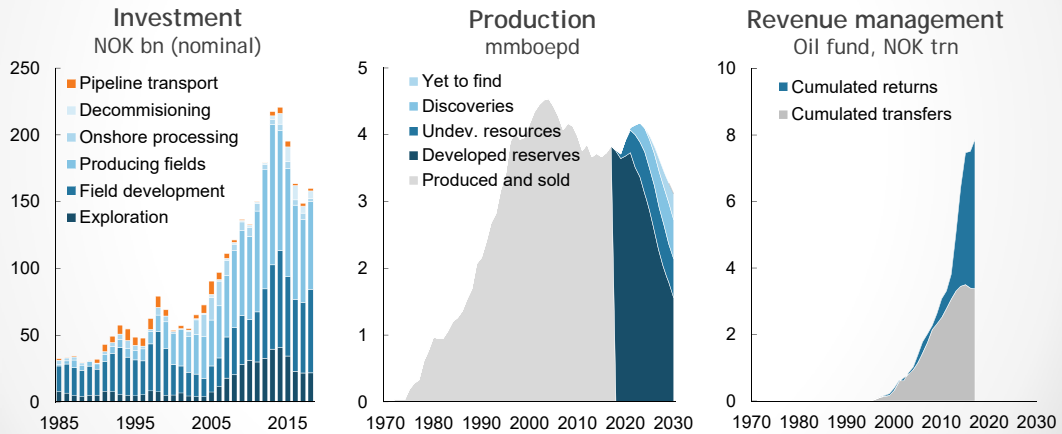 Investment
NOK bn (nominal)
250
200
150
100
50
0
Pipeline transport
Decommisioning
Onshore processing
Producing fields
Field development
Exploration
1985
1995
2005
2015
Production
mmboepd
5
4
3
2
1
0
Yet to find
Discoveries
Undev. resources
Developed reserves
Produced and sold
1970
1980
1990
2000
2010
2020
2030
Revenue management
Oil fund, NOK trn
10
8
6
4
2
0
Cumulated returns
Cumulated transfers
1970
1980
1990
2000
2010
2020
2030